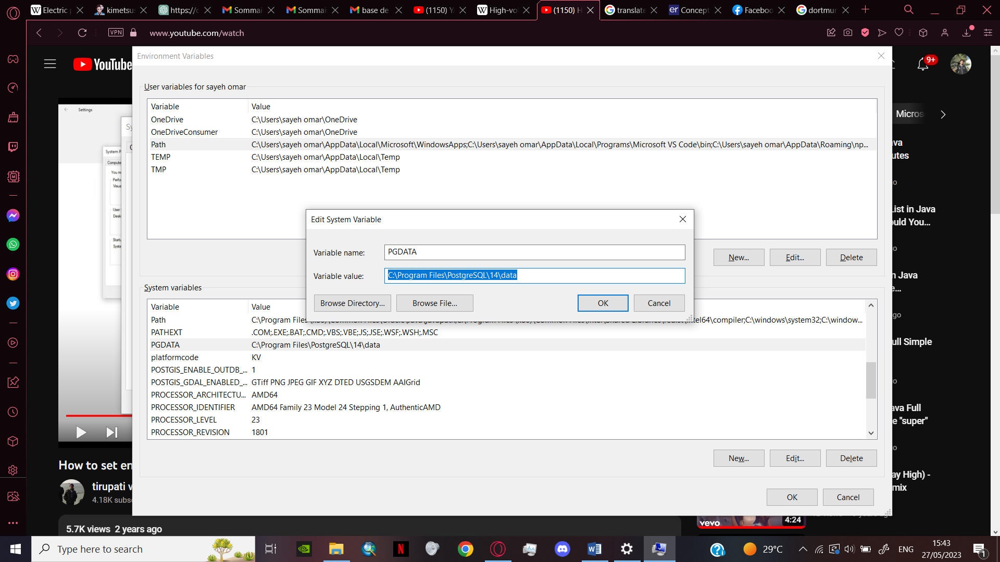 Electric
kimetsu
https://
Sommai
Sommai
base de
(1150)
High-vo
(1150) H
translate
Concept
Faceboo
dortmur
VPN
www.youtube.com/watch
YouTube
9+
Settings
Environment Variables
User variables for sayeh omar
Variable Value
OneDrive C:\Users\sayeh omar\OneDrive
OneDriveConsumer C:\Users\sayeh omar\OneDrive
Path C:\Users\sayeh omar\AppData\Local\Microsoft\WindowsApps;C:\Users\sayeh omar\AppData\Local\Programs\Microsoft VS Code\bin;C:\Users\sayeh omar\AppData\Roaming\np...
TEMP C:\Users\sayeh omar\AppData\Local\Temp
TMP C:\Users\sayeh omar\AppData\Local\Temp
New... Edit... Delete
Edit System Variable
Variable name: PGDATA
Variable value: C:\Program Files\PostgreSQL\14\data
Browse Directory... Browse File... OK Cancel
System variables
Variable Value
Path C:\Program Files
ntel64\compiler;C:\windows\system32;C:\window...
PATHEXT .COM;.EXE;.BAT;.CMD;.VBS;.VBE;.JS;.JSE;.WSF;.WSH;.MSC
PGDATA C:\Program Files\PostgreSQL\14\data
platformcode KV
POSTGIS_ENABLE_OUTDB_... 1
POSTGIS_GDAL_ENABLED_... GTiff PNG JPEG GIF XYZ DTED USGSDEM AAIGrid
PROCESSOR_ARCHITECTU... AMD64
PROCESSOR_IDENTIFIER AMD64 Family 23 Model 24 Stepping 1, AuthenticAMD
PROCESSOR_LEVEL 23
PROCESSOR_REVISION 1801
New... Edit... Delete
OK Cancel
Micros
ava
utes
List in Java
ould You...
n Java
e...
go
ull Simple
ava Full
e "super"
ay High) -
mix
How to set en
tirupati v
4.18K subs
5.7K views 2 years ago
vevo
4:24
Type here to search
29°C
ENG
15:43
27/05/2023
1